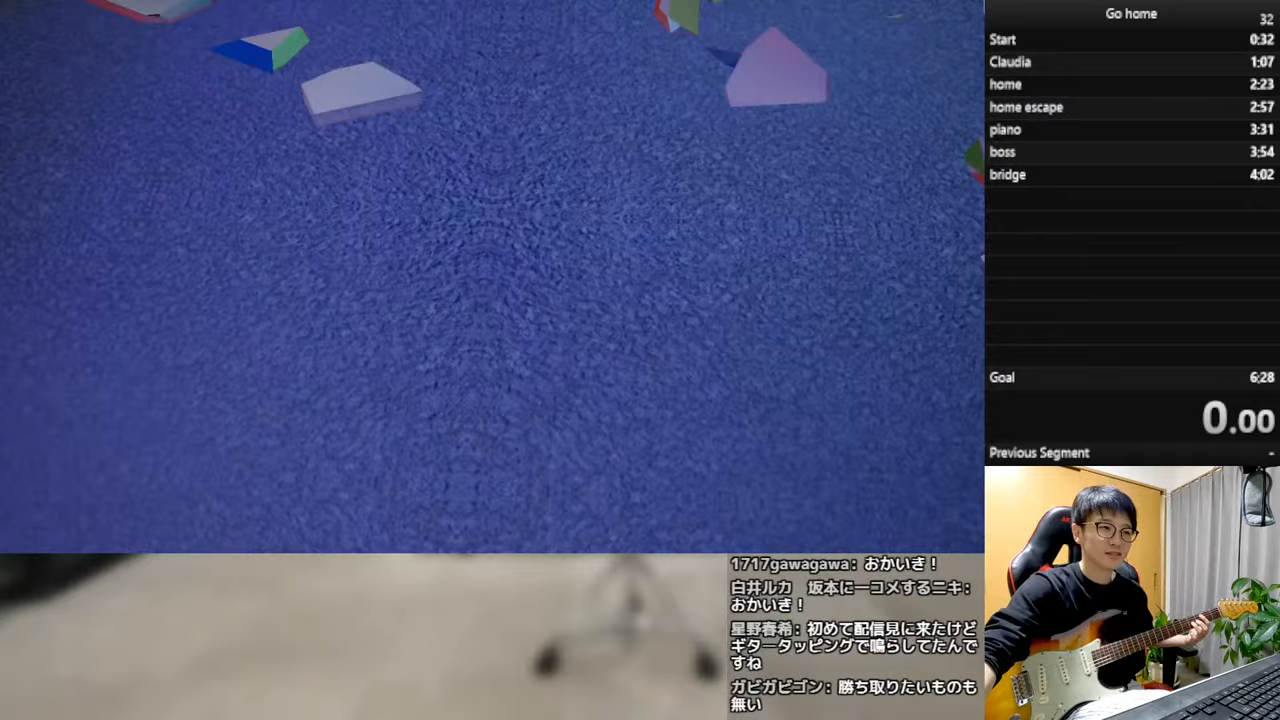 Go home
32
Start 0:32
Claudia 1:07
home 2:23
home escape 2:57
piano 3:31
boss 3:54
bridge 4:02
Goal 6:28
0.00
Previous Segment -
1717gawagawa: おかいき!
白井ルカ 坂本に一コメするニキ:
おかいき!
星野春希: 初めて配信見に来たけど
ギタータッピングで鳴らしてたんで
すね
ガビガビゴン: 勝ち取りたいものも
無い